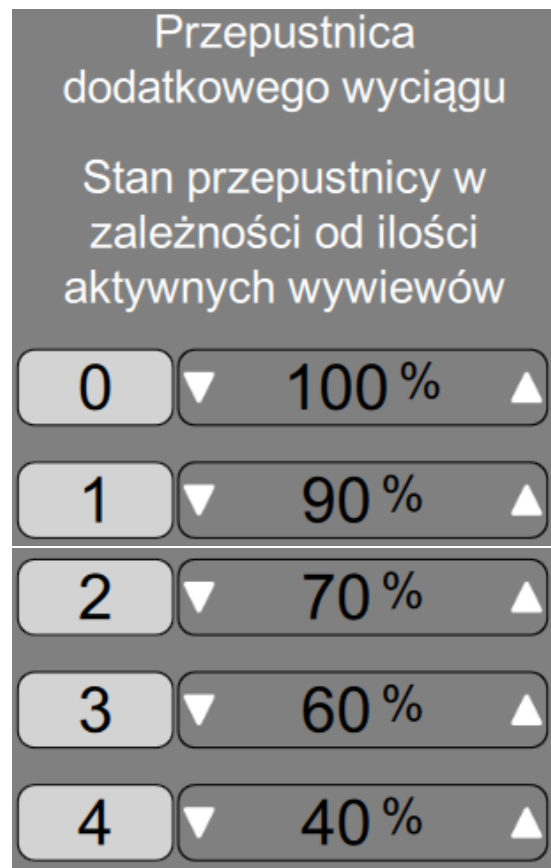 Przepustnica
dodatkowego wyciągu
Stan przepustnicy w
zależności od ilości
aktywnych wywiewów
0 100 %
1 90 %
2 70 %
3 60 %
4 40 %